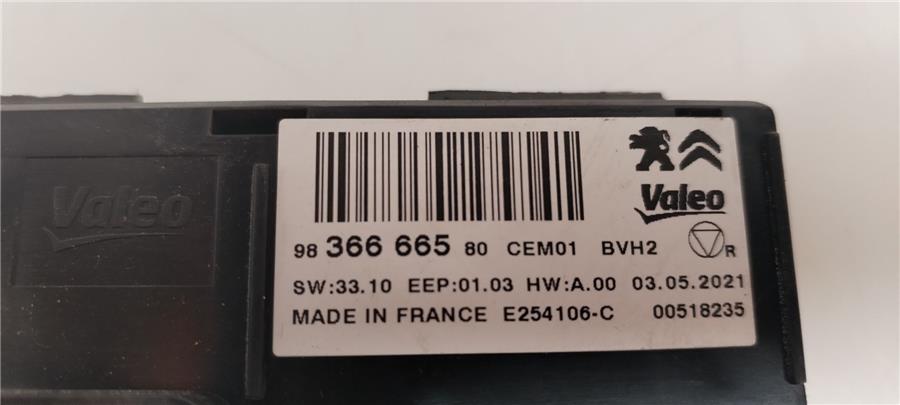 Valeo
Valeo
98 366 665 80 CEM01 BVH2 R
SW:33.10 EEP:01.03 HW:A.00 03.05.2021
MADE IN FRANCE E254106-C 00518235